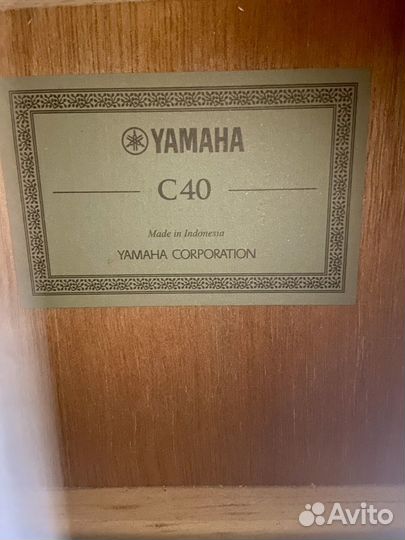 YAMAHA
C40
Made in Indonesia
YAMAHA CORPORATION
Avito